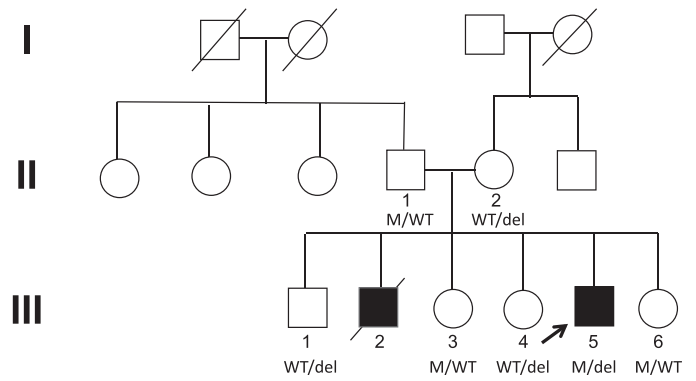 I
II
1 2
M/WT WT/del
III
1 2 3 4 5 6
WT/del M/WT WT/del M/del M/WT